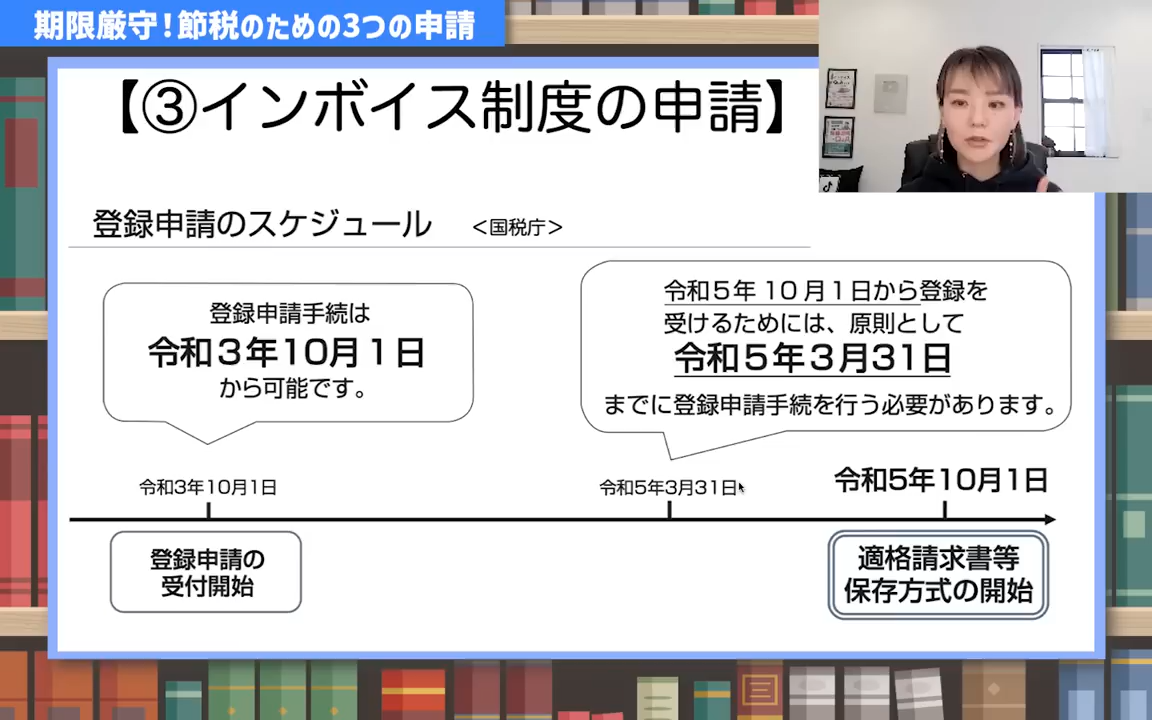 期限厳守!節税のための3つの申請
【③インボイス制度の申請】
登録申請のスケジュール
<国税庁>
登録申請手続は
令和3年10月1日
から可能です。
令和5年10月1日から登録を
受けるためには、原則として
令和5年3月31日
までに登録申請手続を行う必要があります。
令和3年10月1日
令和5年3月31日
令和5年10月1日
登録申請の
受付開始
適格請求書等
保存方式の開始